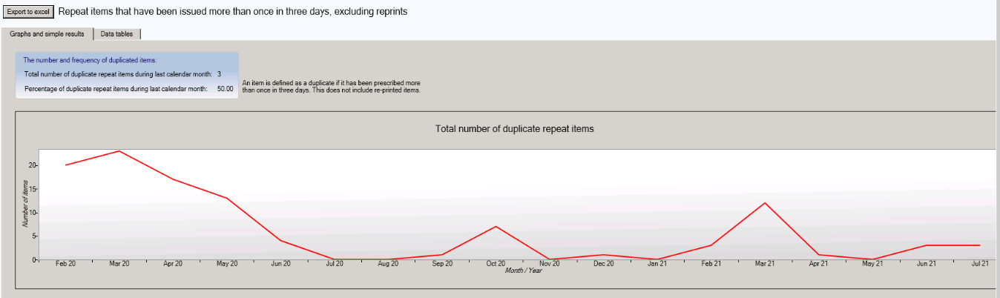 Export to excel Repeat items that have been issued more than once in three days, excluding reprints
Graphs and simple results Data tables
The number and frequency of duplicated items:
Total number of duplicate repeat items during last calendar month: 3
Percentage of duplicate repeat items during last calendar month: 50.00
An item is defined as a duplicate if it has been prescribed more
than once in three days. This does not include re-printed items.
Total number of duplicate repeat items
Number of items
20
15
10
5
0
Feb 20 Mar 20 Apr 20 May 20 Jun 20 Jul 20 Aug 20 Sep 20 Oct 20 Nov 20 Dec 20 Jan 21 Feb 21 Mar 21 Apr 21 May 21 Jun 21 Jul 21
Month / Year